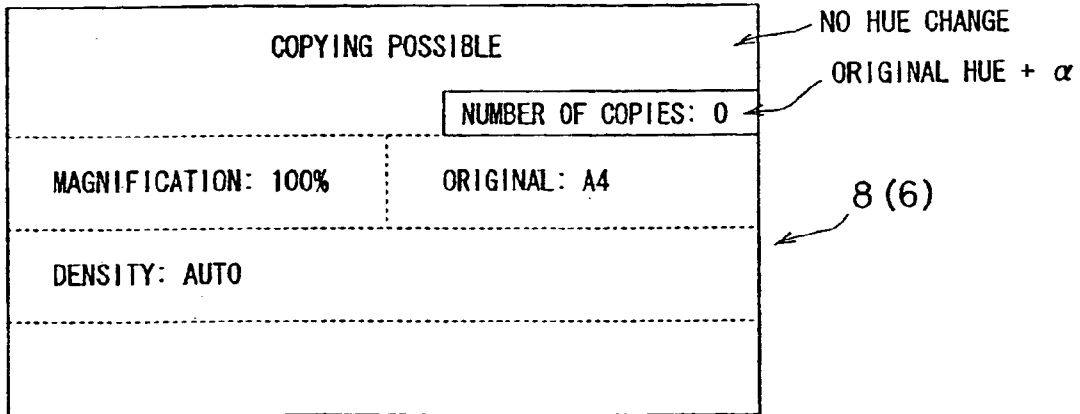 COPYING POSSIBLE
NO HUE CHANGE
ORIGINAL HUE + α
NUMBER OF COPIES: 0
MAGNIFICATION: 100%
ORIGINAL: A4
8 (6)
DENSITY: AUTO